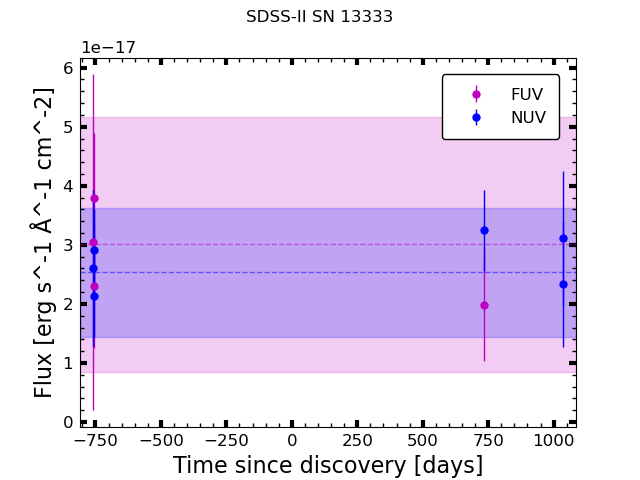 SDSS-II SN 13333
1e−17
FUV
NUV
6
5
4
3
2
1
0
Flux [erg s^-1 Å^-1 cm^-2]
−750 −500 −250 0 250 500 750 1000
Time since discovery [days]